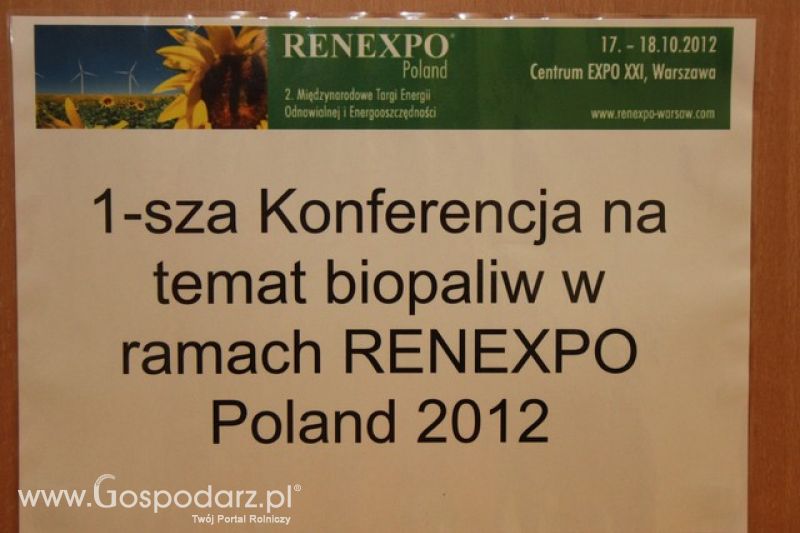 RENEXPO®
Poland
2. Międzynarodowe Targi Energii
Odnawialnej i Energooszczędności
17. – 18.10.2012
Centrum EXPO XXI, Warszawa
www.renexpo-warsaw.com
1-sza Konferencja na
temat biopaliw w
ramach RENEXPO
Poland 2012
www.Gospodarz.pl®
Twój Portal Rolniczy